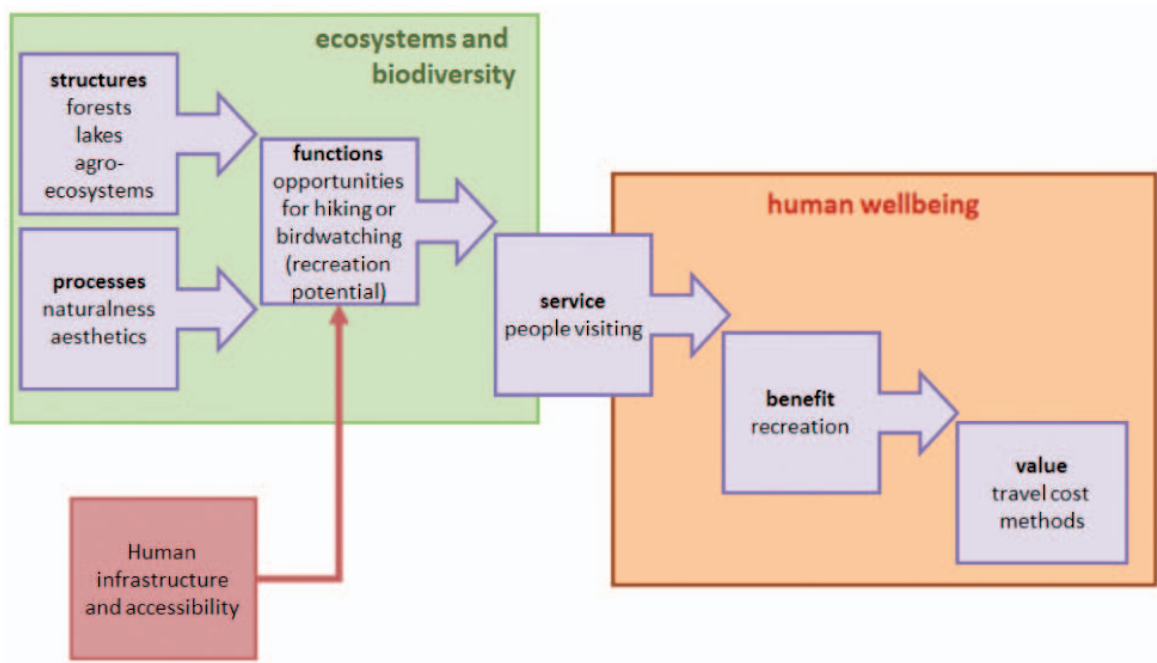 ecosystems and
biodiversity
structures
forests
lakes
agro-
ecosystems
processes
naturalness
aesthetics
functions
opportunities
for hiking or
birdwatching
(recreation
potential)
human wellbeing
service
people visiting
benefit
recreation
value
travel cost
methods
Human
infrastructure
and accessibility